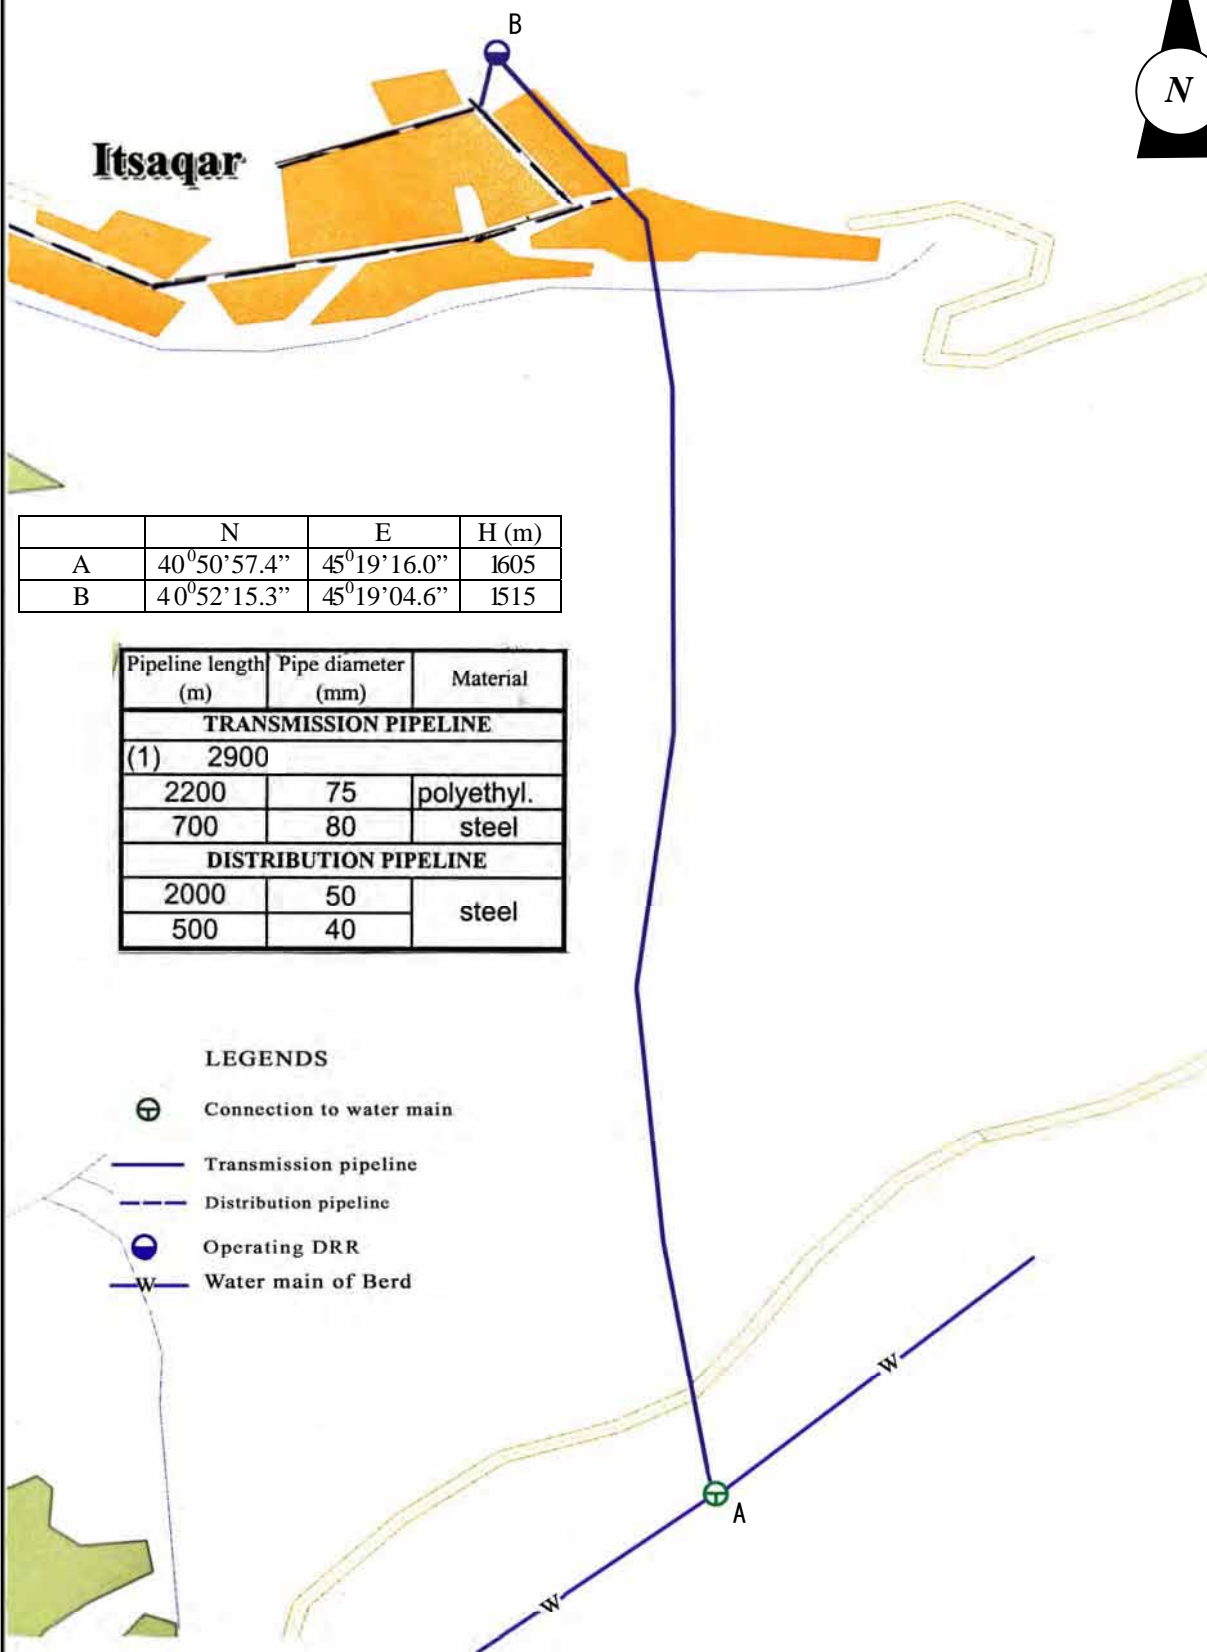 B
N
Itsaqar
N E H (m)
A 40⁰50’57.4” 45⁰19’16.0” 1605
B 40⁰52’15.3” 45⁰19’04.6” 1515
Pipeline length (m) Pipe diameter (mm) Material
TRANSMISSION PIPELINE
(1) 2900
2200 75 polyethyl.
700 80 steel
DISTRIBUTION PIPELINE
2000 50 steel
500 40
LEGENDS
Connection to water main
Transmission pipeline
Distribution pipeline
Operating DRR
W Water main of Berd
W
A
W